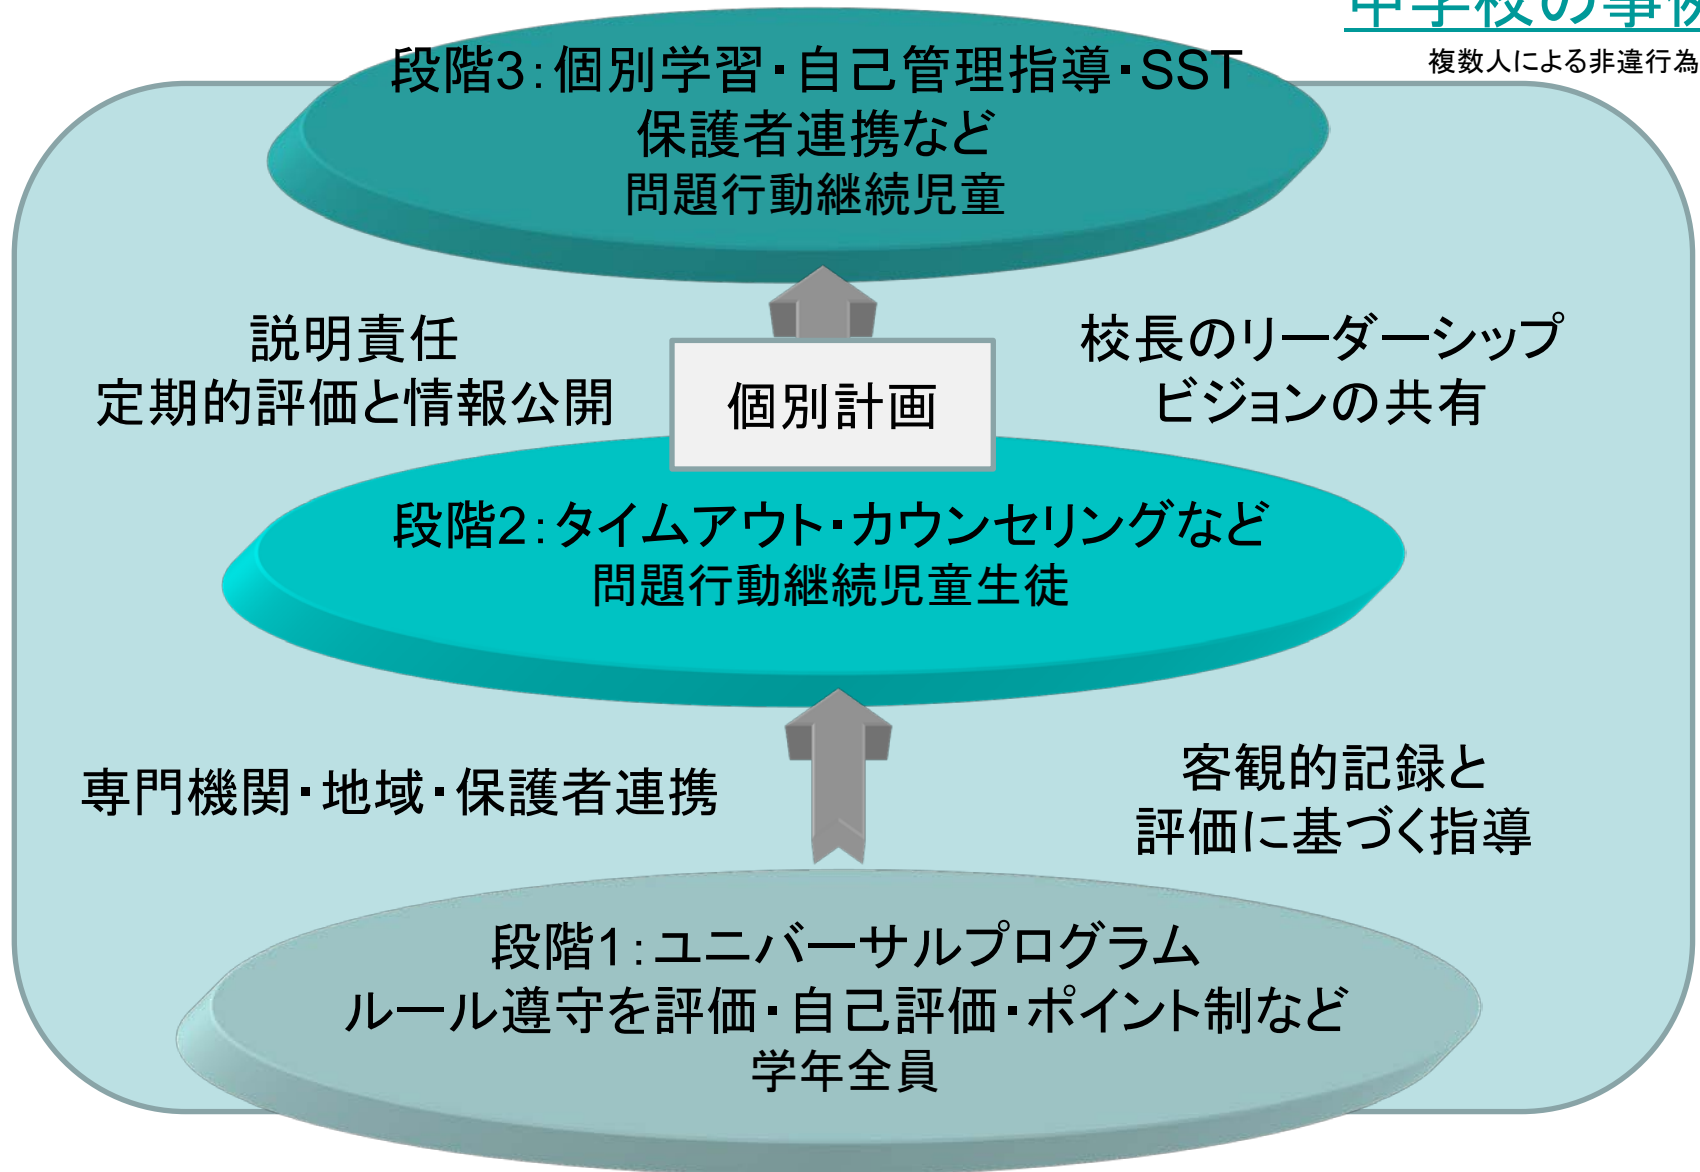 中学校の事例
複数人による非違行為
段階3:個別学習・自己管理指導・SST
保護者連携など
問題行動継続児童
説明責任
定期的評価と情報公開
校長のリーダーシップ
ビジョンの共有
個別計画
段階2:タイムアウト・カウンセリングなど
問題行動継続児童生徒
専門機関・地域・保護者連携
客観的記録と
評価に基づく指導
段階1:ユニバーサルプログラム
ルール遵守を評価・自己評価・ポイント制など
学年全員